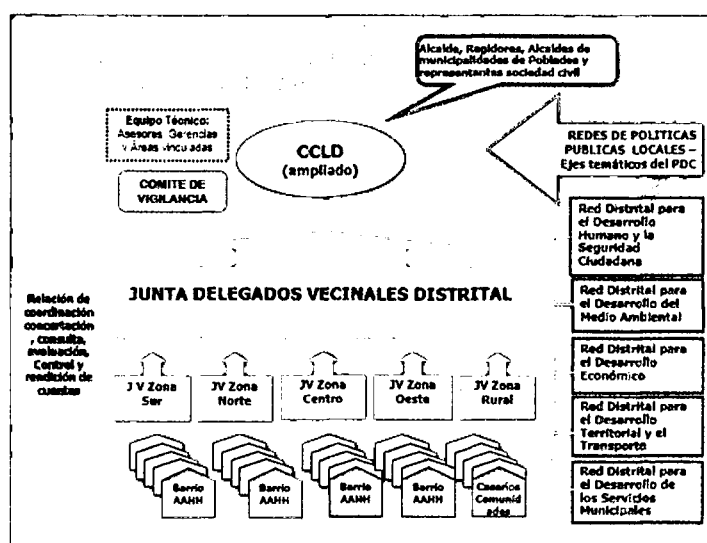 Alcalde, Regidores, Alcaldes de
municipalidades de Poblados y
representantes sociedad civil
Equipo Técnico:
Asesores, Gerencias
y Áreas vinculadas
CCLD
(ampliado)
COMITE DE
VIGILANCIA
REDES DE POLITICAS
PUBLICAS LOCALES –
Ejes temáticos del PDC
Red Distrital para
el Desarrollo
Humano y la
Seguridad
Ciudadana
JUNTA DELEGADOS VECINALES DISTRITAL
Red Distrital para
el Desarrollo del
Medio Ambiental
Relación de
coordinación
concertación
, consulta,
evaluación,
Control y
rendición de
cuentas
Red Distrital para
el Desarrollo
Económico
J V Zona
Sur
JV Zona
Norte
JV Zona
Centro
JV Zona
Oeste
JV Zona
Rural
Red Distrital para
el Desarrollo
Territorial y el
Transporte
Barrio
AAHH
Barrio
AAHH
Barrio
AAHH
Barrio
AAHH
Caseríos
Comunid
ades
Red Distrital para
el Desarrollo de
los Servicios
Municipales